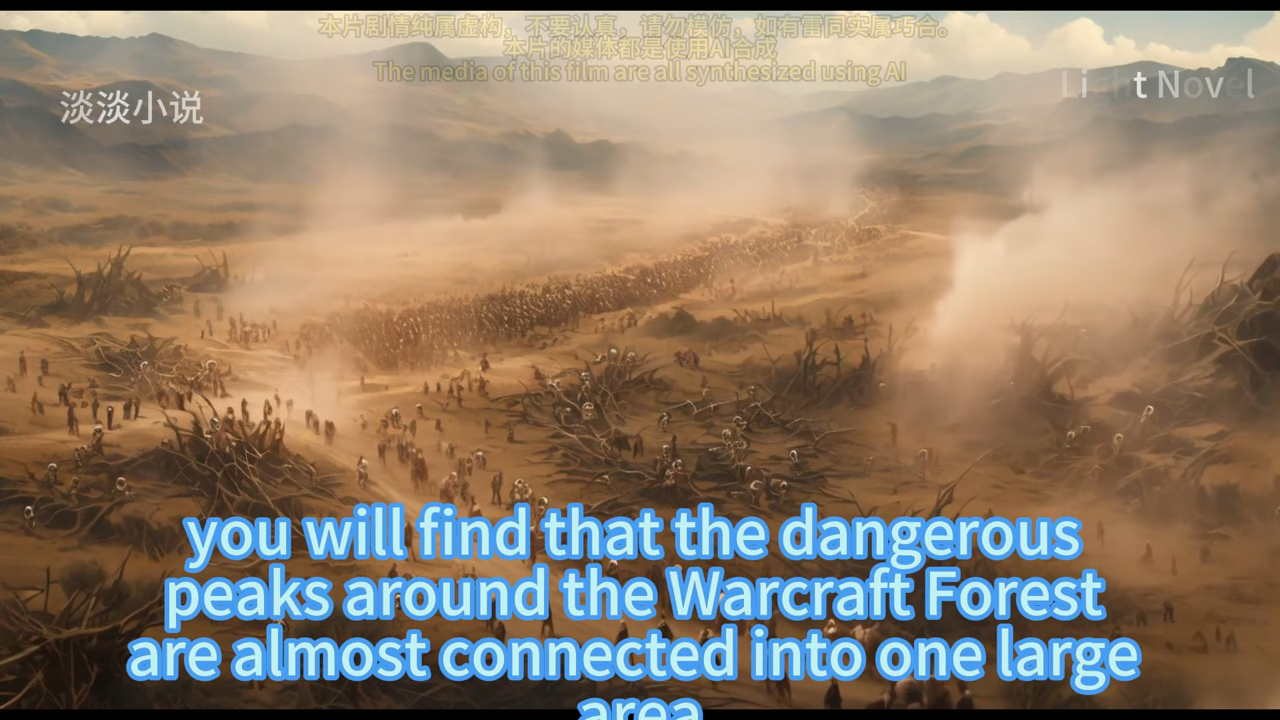 本片剧情纯属虚构，不要认真，请勿模仿，如有雷同实属巧合。
本片的媒体都是使用AI合成
The media of this film are all synthesized using AI
淡淡小说
Light Novel
you will find that the dangerous
peaks around the Warcraft Forest
are almost connected into one large
area